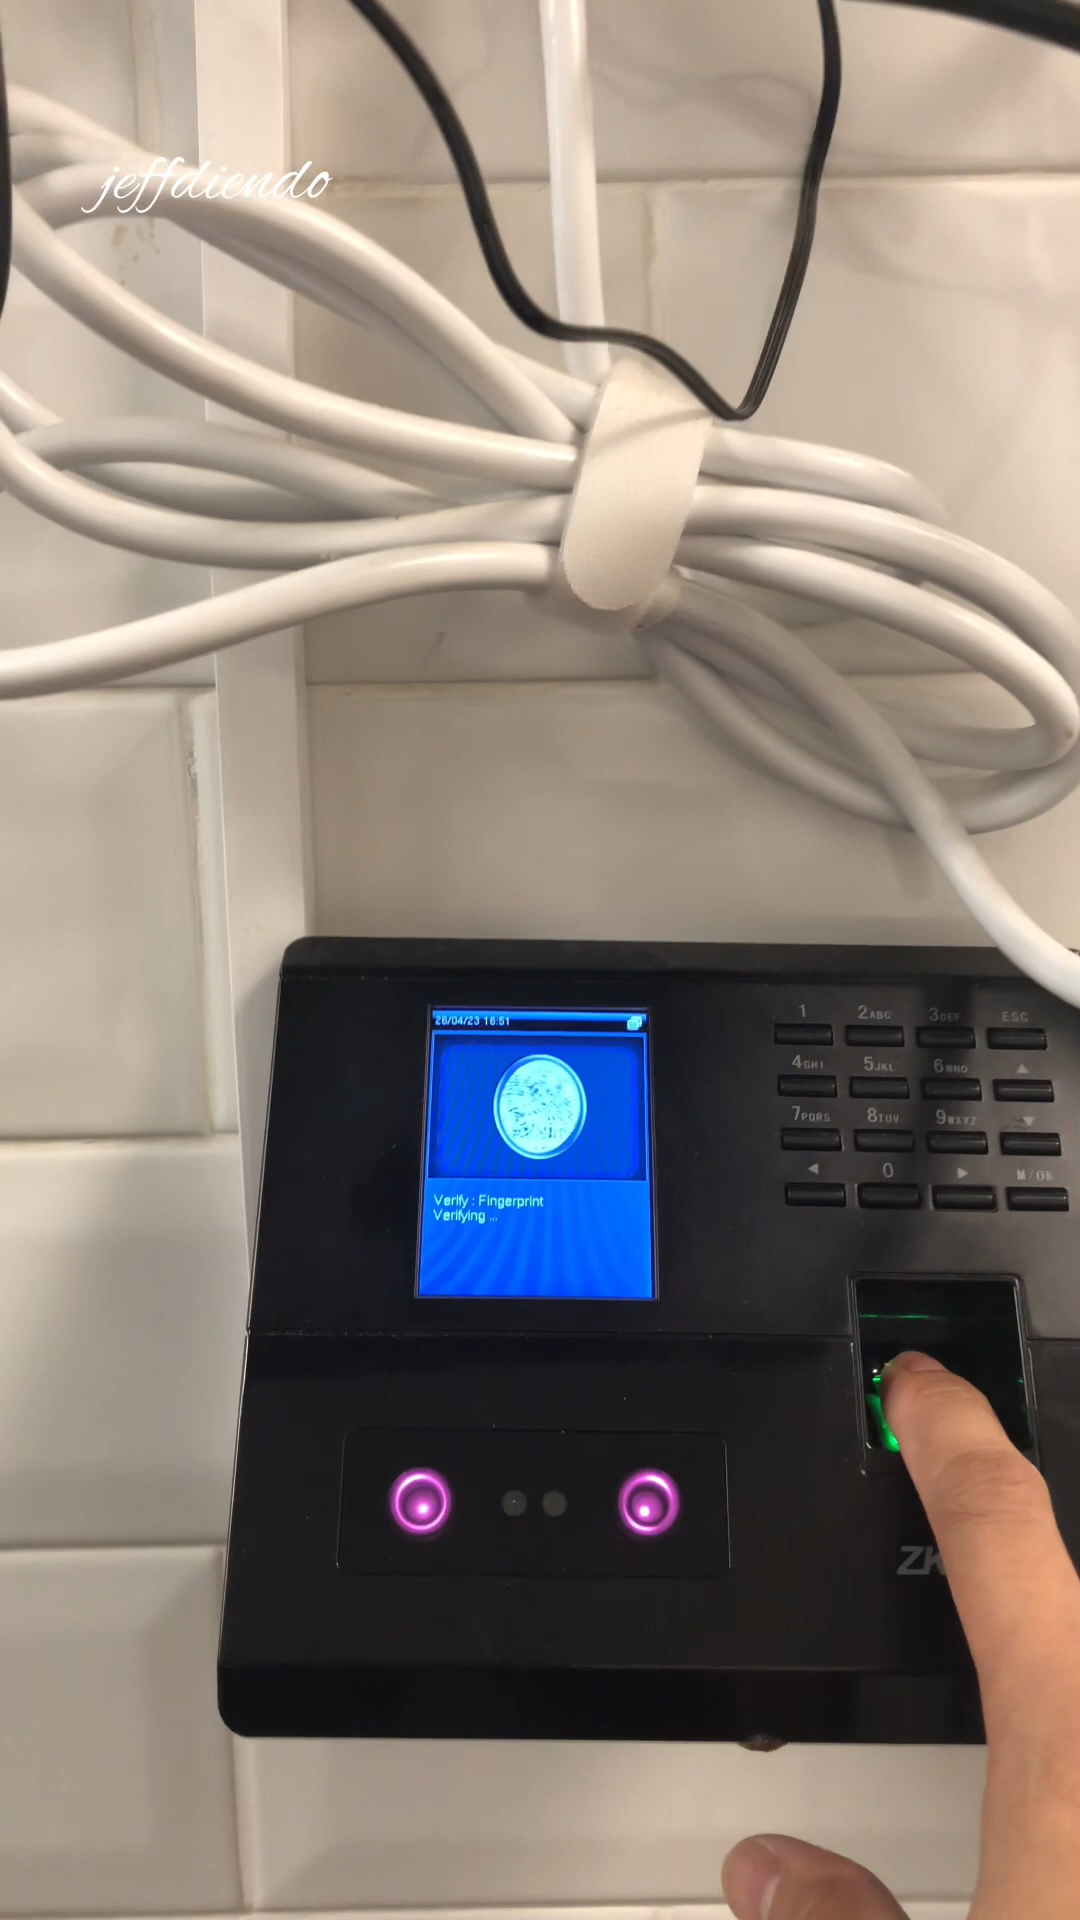 jeffdiendo
26/04/23 16:51
Verify : Fingerprint
Verifying ...
1 2ABC 3DEF ESC
4GHI 5JKL 6MNO ▲
7PQRS 8TUV 9WXYZ ▼
◀ 0 ▶ M/OK
ZK